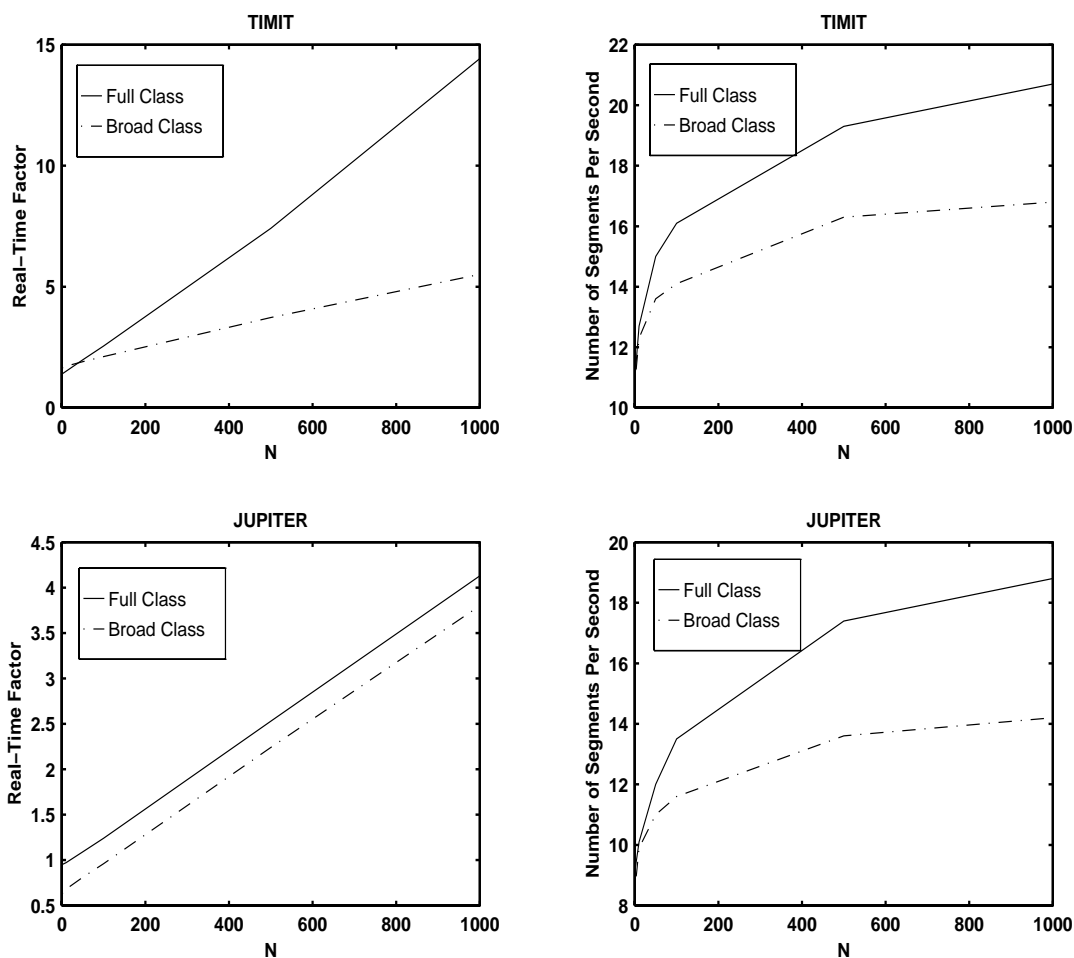 TIMIT
15
10
5
0
Real-Time Factor
Full Class
Broad Class
0 200 400 600 800 1000
N
TIMIT
22
20
18
16
14
12
10
Number of Segments Per Second
Full Class
Broad Class
0 200 400 600 800 1000
N
JUPITER
4.5
4
3.5
3
2.5
2
1.5
1
0.5
Real-Time Factor
Full Class
Broad Class
0 200 400 600 800 1000
N
JUPITER
20
18
16
14
12
10
8
Number of Segments Per Second
Full Class
Broad Class
0 200 400 600 800 1000
N